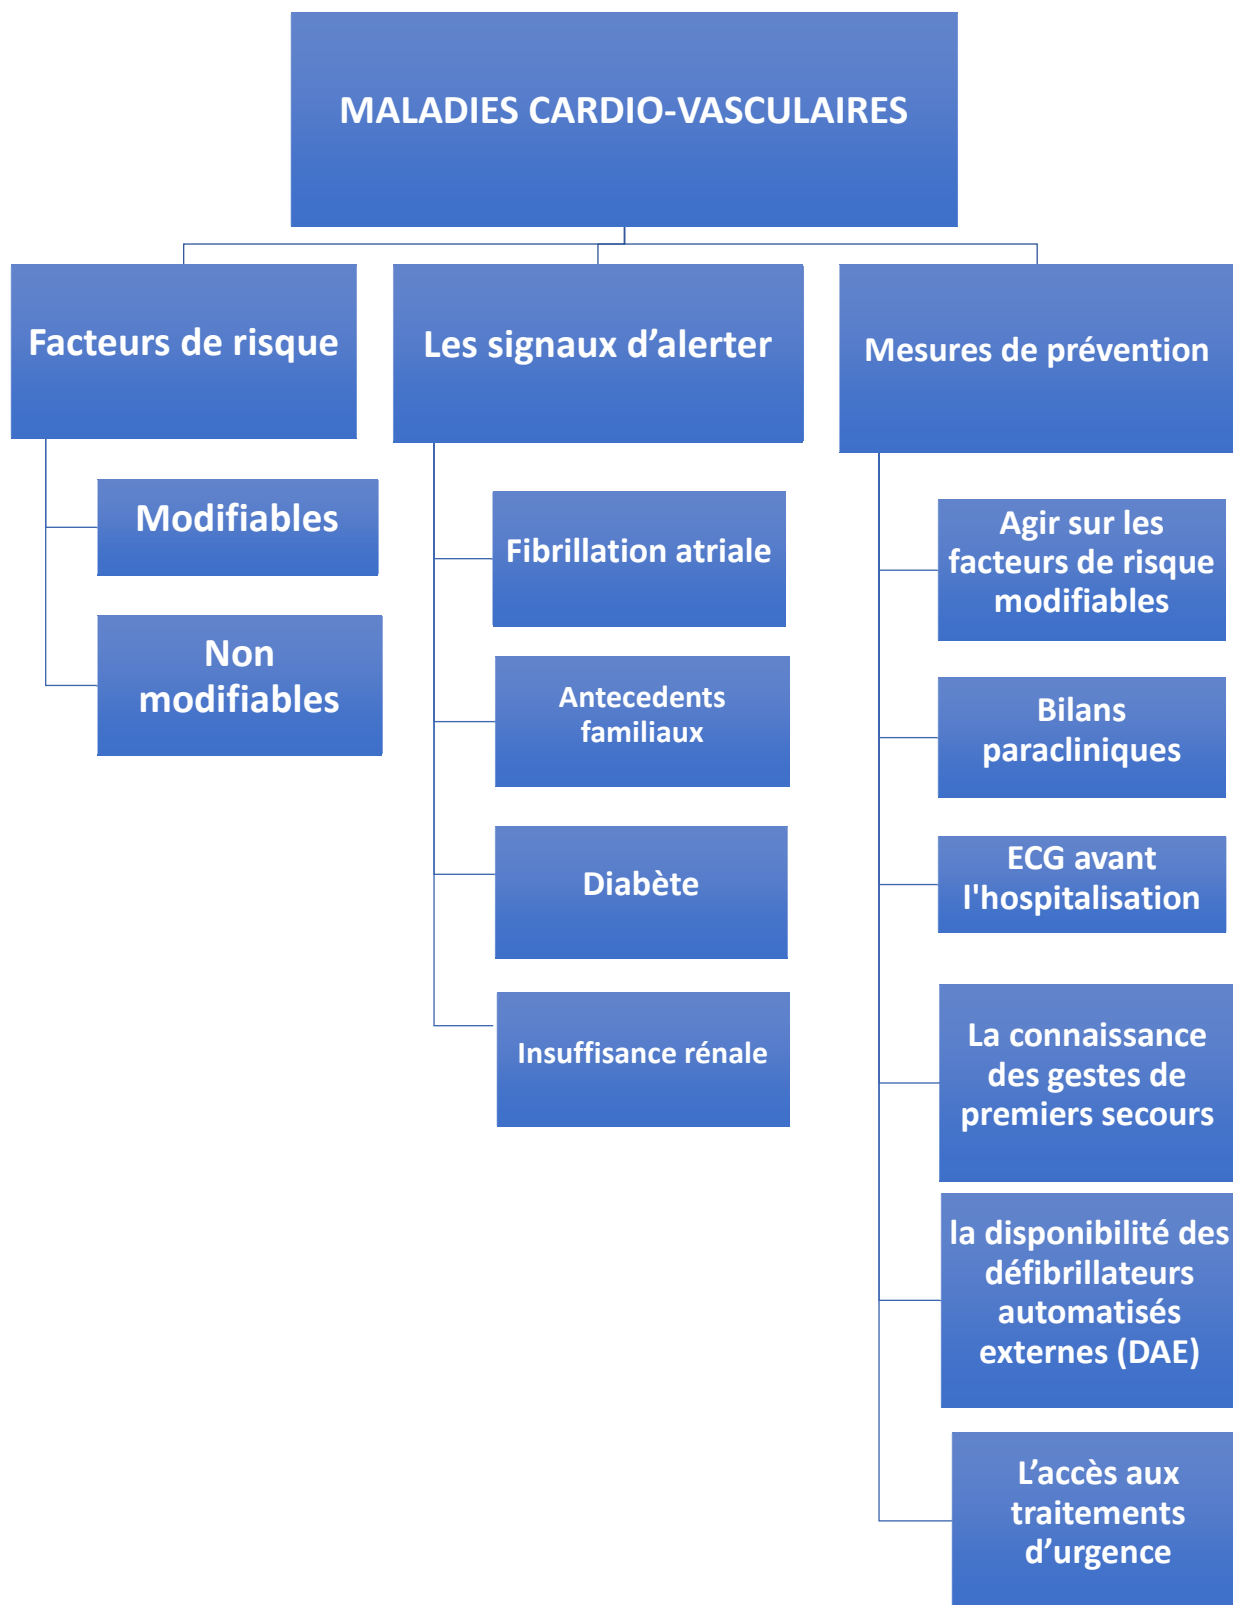 MALADIES CARDIO-VASCULAIRES
Facteurs de risque
Modifiables
Non
modifiables
Les signaux d’alerter
Fibrillation atriale
Antecedents
familiaux
Diabète
Insuffisance rénale
Mesures de prévention
Agir sur les
facteurs de risque
modifiables
Bilans
paracliniques
ECG avant
l'hospitalisation
La connaissance
des gestes de
premiers secours
la disponibilité des
défibrillateurs
automatisés
externes (DAE)
L’accès aux
traitements
d’urgence